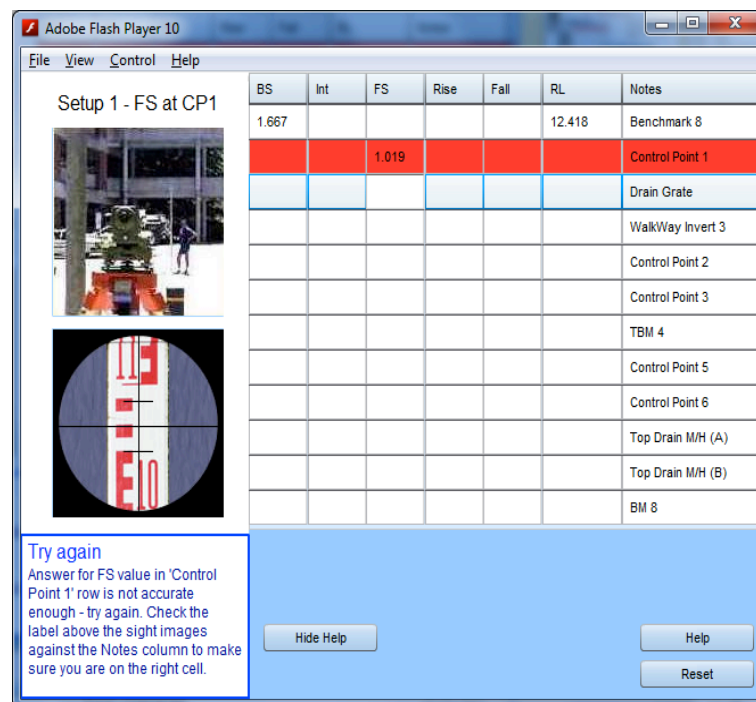 Adobe Flash Player 10
File View Control Help
Setup 1 - FS at CP1
BS Int FS Rise Fall RL Notes
1.667 12.418 Benchmark 8
1.019 Control Point 1
Drain Grate
WalkWay Invert 3
Control Point 2
Control Point 3
TBM 4
Control Point 5
Control Point 6
Top Drain M/H (A)
Top Drain M/H (B)
BM 8
11
10
Try again
Answer for FS value in 'Control
Point 1' row is not accurate
enough - try again. Check the
label above the sight images
against the Notes column to make
sure you are on the right cell.
Hide Help
Help
Reset